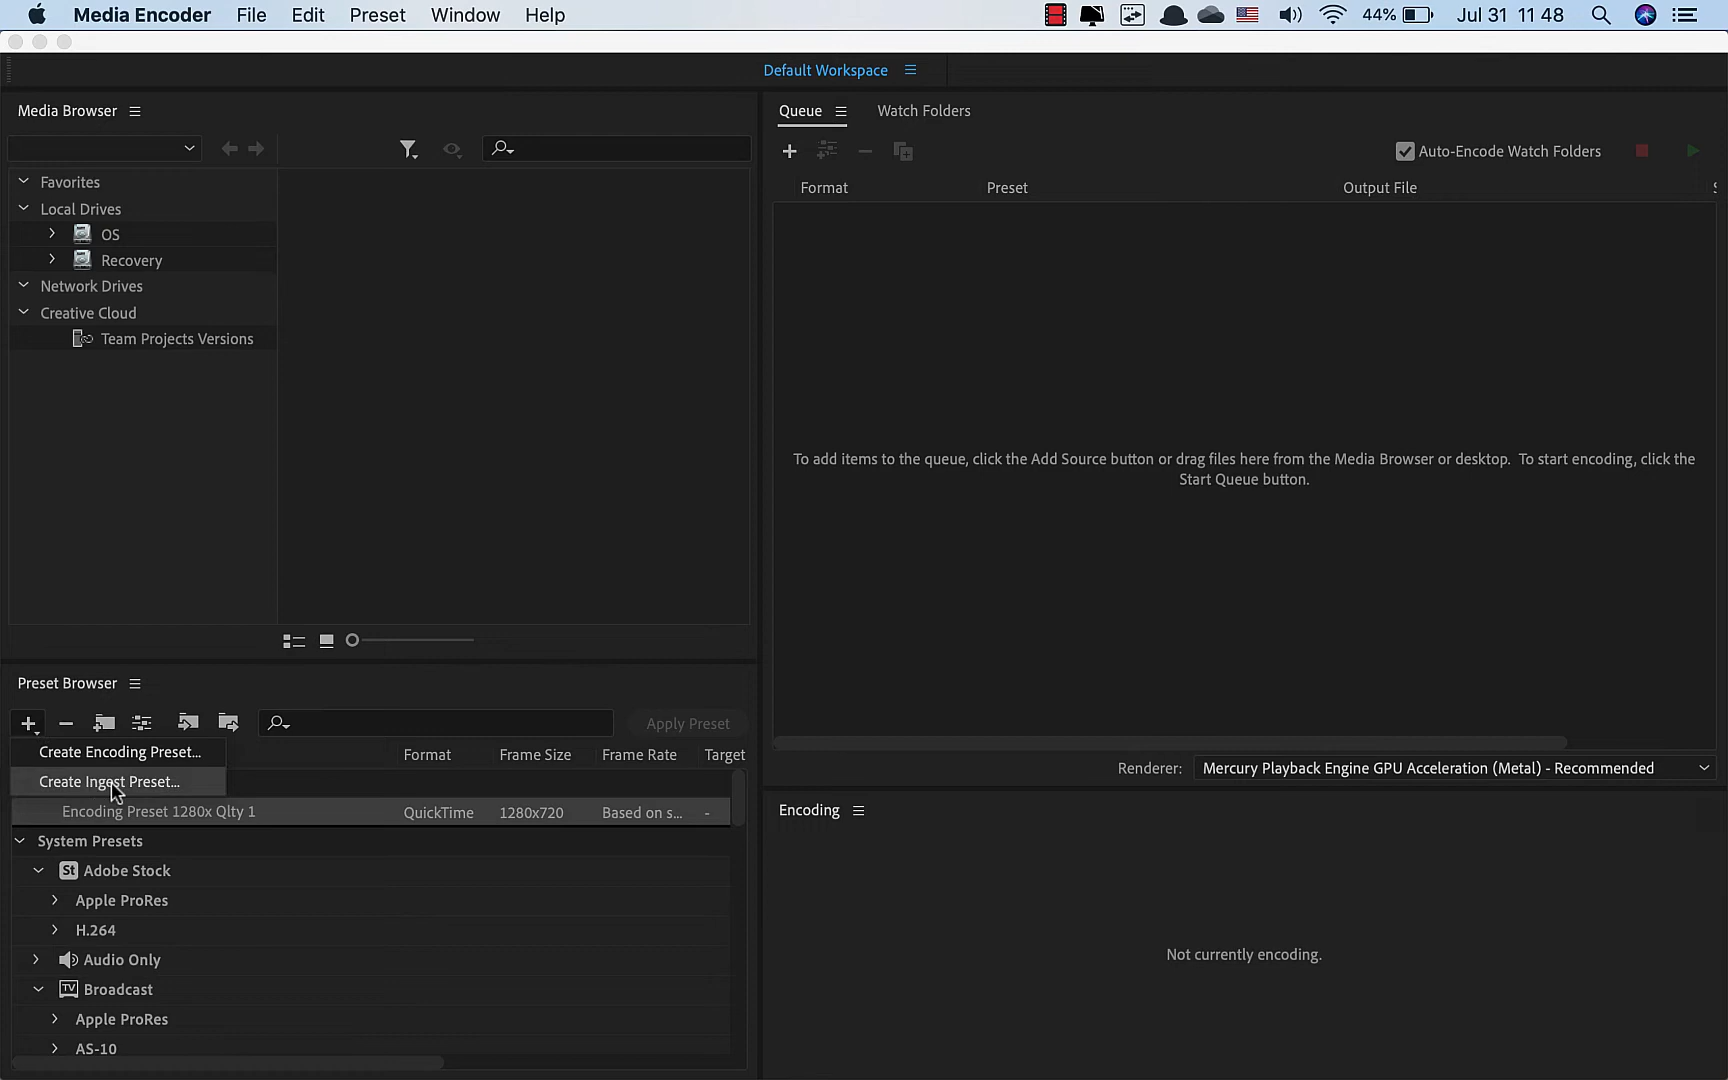 Media Encoder File Edit Preset Window Help 44% Jul 31 11 48
Default Workspace
Media Browser
Queue Watch Folders
Auto-Encode Watch Folders
Format Preset Output File
Favorites
Local Drives
OS
Recovery
Network Drives
Creative Cloud
Team Projects Versions
To add items to the queue, click the Add Source button or drag files here from the Media Browser or desktop. To start encoding, click the
Start Queue button.
Preset Browser
Apply Preset
Create Encoding Preset...
Create Ingest Preset...
Format Frame Size Frame Rate Target
Encoding Preset 1280x Qlty 1 QuickTime 1280x720 Based on s... -
System Presets
St Adobe Stock
Apple ProRes
H.264
Audio Only
TV Broadcast
Apple ProRes
AS-10
Renderer: Mercury Playback Engine GPU Acceleration (Metal) - Recommended
Encoding
Not currently encoding.